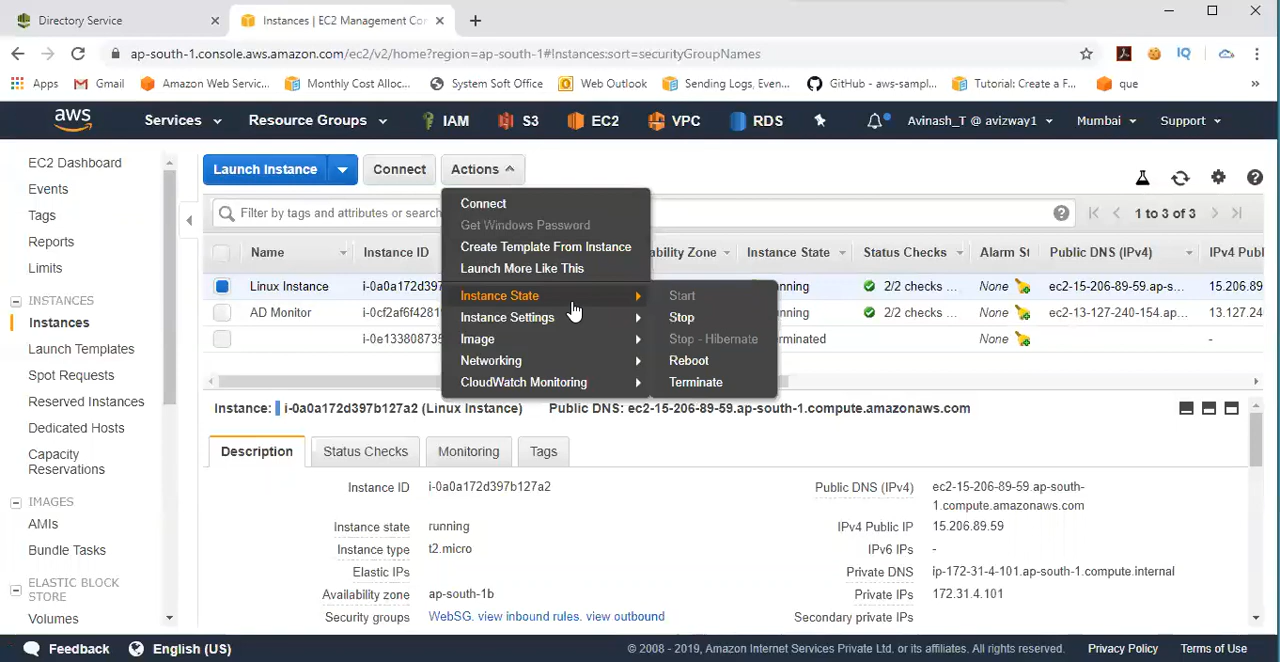 Directory Service
Instances | EC2 Management Con
ap-south-1.console.aws.amazon.com/ec2/v2/home?region=ap-south-1#Instances:sort=securityGroupNames
Apps Gmail Amazon Web Servic... Monthly Cost Alloc... System Soft Office Web Outlook Sending Logs, Even... GitHub - aws-sampl... Tutorial: Create a F... que »
aws Services Resource Groups IAM S3 EC2 VPC RDS Avinash_T @ avizway1 Mumbai Support
EC2 Dashboard
Events
Tags
Reports
Limits
INSTANCES
Instances
Launch Templates
Spot Requests
Reserved Instances
Dedicated Hosts
Capacity
Reservations
IMAGES
AMIs
Bundle Tasks
ELASTIC BLOCK
STORE
Volumes
Launch Instance Connect Actions
Filter by tags and attributes or search 1 to 3 of 3
Name Instance ID ability Zone Instance State Status Checks Alarm St Public DNS (IPv4) IPv4 Publ
Linux Instance i-0a0a172d397 nning 2/2 checks ... None ec2-15-206-89-59.ap-s... 15.206.89
AD Monitor i-0cf2af6f4281 nning 2/2 checks ... None ec2-13-127-240-154.ap... 13.127.24
i-0e13380873 rminated None -
Connect
Get Windows Password
Create Template From Instance
Launch More Like This
Instance State
Instance Settings
Image
Networking
CloudWatch Monitoring
Start
Stop
Stop - Hibernate
Reboot
Terminate
Instance: i-0a0a172d397b127a2 (Linux Instance) Public DNS: ec2-15-206-89-59.ap-south-1.compute.amazonaws.com
Description Status Checks Monitoring Tags
Instance ID i-0a0a172d397b127a2
Instance state running
Instance type t2.micro
Elastic IPs
Availability zone ap-south-1b
Security groups WebSG. view inbound rules. view outbound
Public DNS (IPv4) ec2-15-206-89-59.ap-south-
1.compute.amazonaws.com
IPv4 Public IP 15.206.89.59
IPv6 IPs -
Private DNS ip-172-31-4-101.ap-south-1.compute.internal
Private IPs 172.31.4.101
Secondary private IPs
Feedback English (US) © 2008 - 2019, Amazon Internet Services Private Ltd. or its affiliates. All rights reserved. Privacy Policy Terms of Use